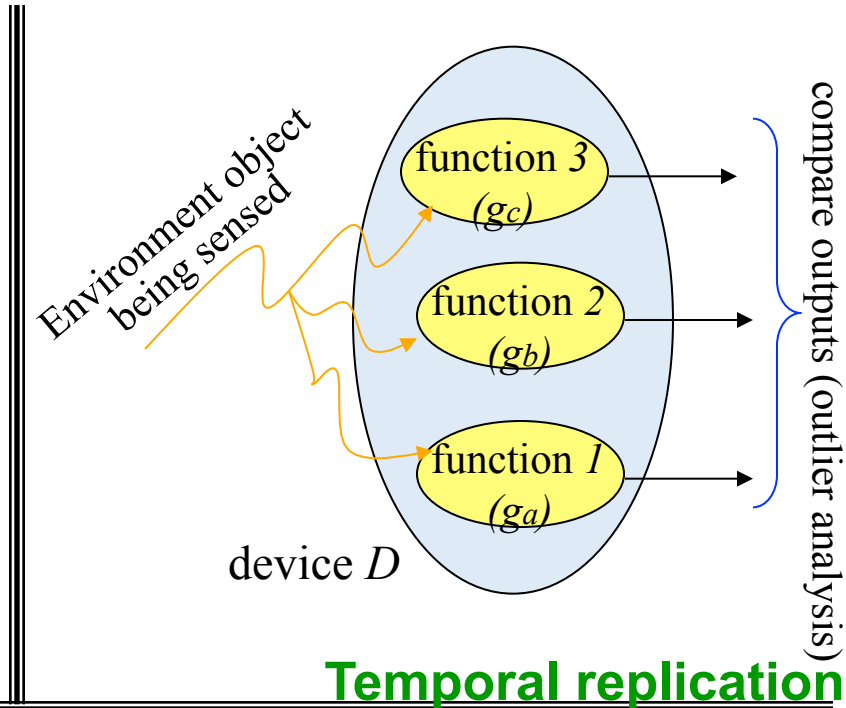 Environment object
being sensed
function 3
(gc)
function 2
(gb)
function 1
(ga)
device D
compare outputs (outlier analysis)
Temporal replication